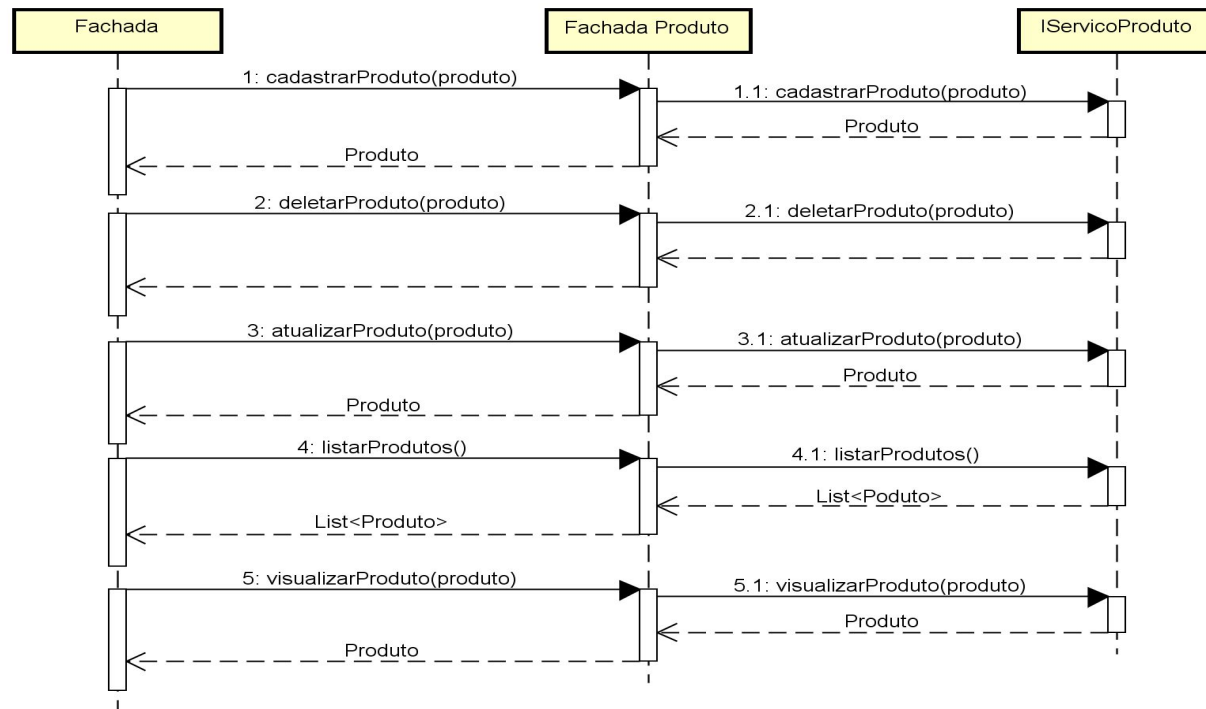 Fachada
Fachada Produto
IServicoProduto
1: cadastrarProduto(produto)
1.1: cadastrarProduto(produto)
Produto
Produto
2: deletarProduto(produto)
2.1: deletarProduto(produto)
3: atualizarProduto(produto)
3.1: atualizarProduto(produto)
Produto
Produto
4: listarProdutos()
4.1: listarProdutos()
List<Poduto>
List<Produto>
5: visualizarProduto(produto)
5.1: visualizarProduto(produto)
Produto
Produto